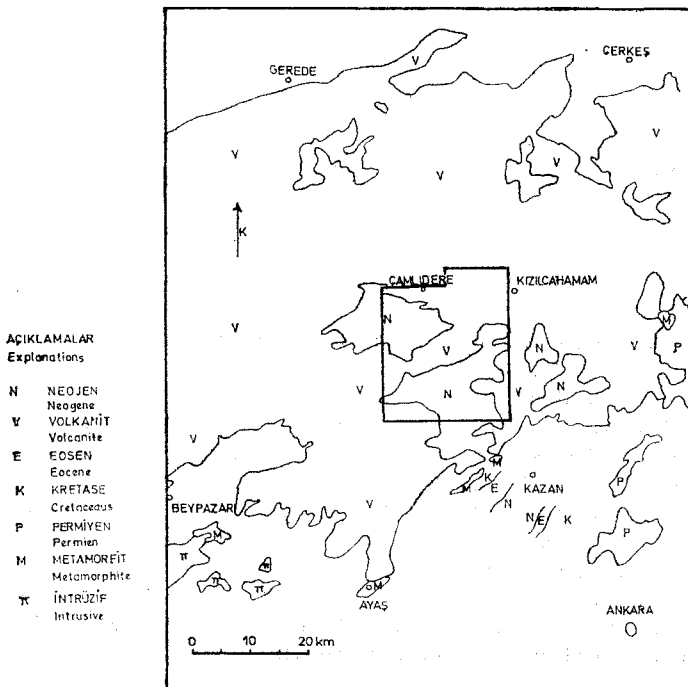 GEREDE
ÇERKEŞ
V
V
V
V
V
K
ÇAMLIDERE
KIZILCAHAMAM
N
M
V
V
V
P
N
AÇIKLAMALAR
Explanations
N NEOJEN
Neogene
V VOLKANİT
Volcanite
E EOSEN
Eocene
K KRETASE
Cretaceaus
P PERMİYEN
Permien
M METAMORFİT
Metamorphite
π İNTRÜZİF
Intrusive
V
N
V
N
V
M
K
E
M
KAZAN
P
N
V
BEYPAZARI
N
E
K
P
M
π
π
π
π
M
AYAŞ
ANKARA
0 10 20 km